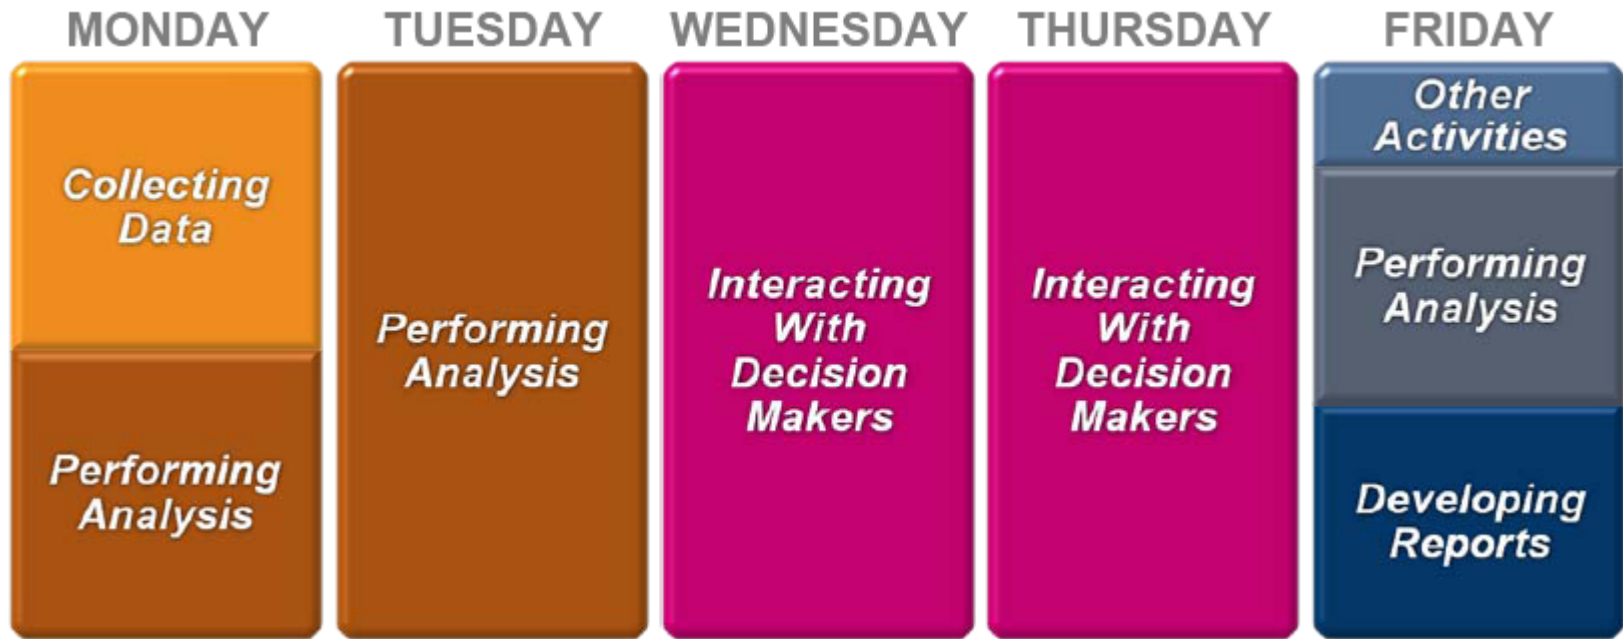 MONDAY
TUESDAY
WEDNESDAY
THURSDAY
FRIDAY
Collecting
Data
Performing
Analysis
Performing
Analysis
Interacting
With
Decision
Makers
Interacting
With
Decision
Makers
Other
Activities
Performing
Analysis
Developing
Reports